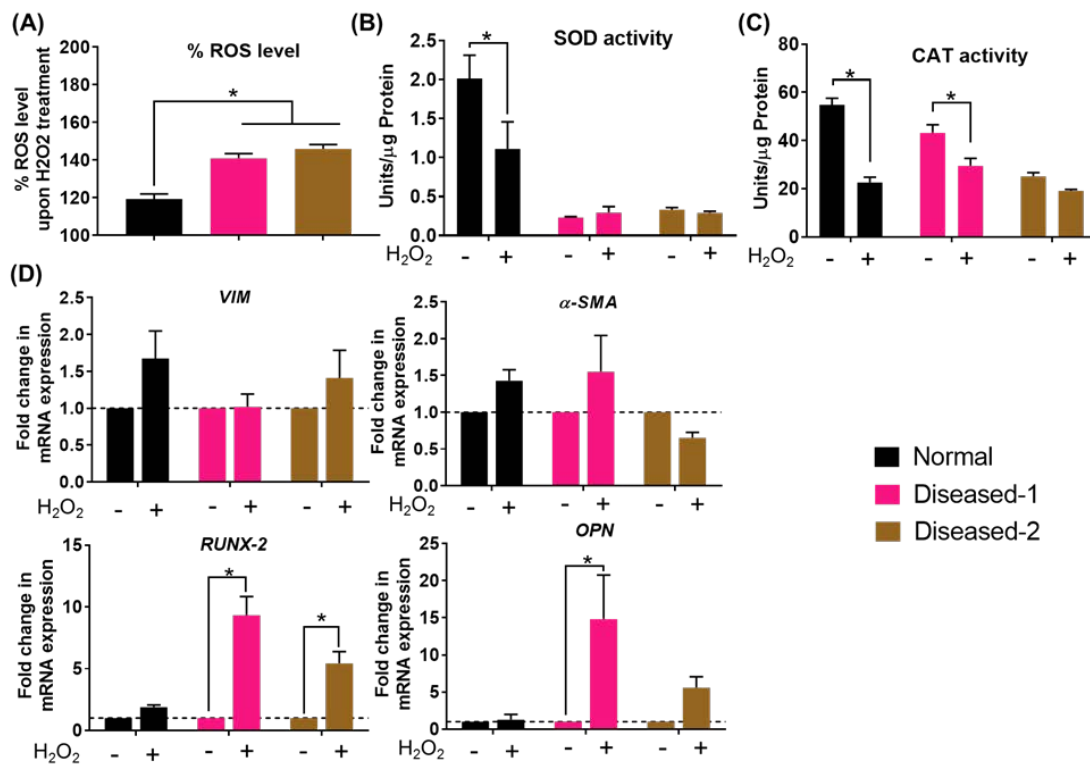 (A)
% ROS level
% ROS level
upon H2O2 treatment
200
180
160
140
120
100
*
(B)
SOD activity
Units/μg Protein
2.5
2.0
1.5
1.0
0.5
0.0
*
H₂O₂ - + - + - +
(C)
CAT activity
Units/μg Protein
80
60
40
20
0
* *
H₂O₂ - + - + - +
(D)
VIM
Fold change in
mRNA expression
2.5
2.0
1.5
1.0
0.5
0.0
H₂O₂ - + - + - +
α-SMA
Fold change in
mRNA expression
2.5
2.0
1.5
1.0
0.5
0.0
H₂O₂ - + - + - +
RUNX-2
Fold change in
mRNA expression
15
10
5
0
* *
H₂O₂ - + - + - +
OPN
Fold change in
mRNA expression
25
20
15
10
5
0
*
H₂O₂ - + - + - +
Normal
Diseased-1
Diseased-2